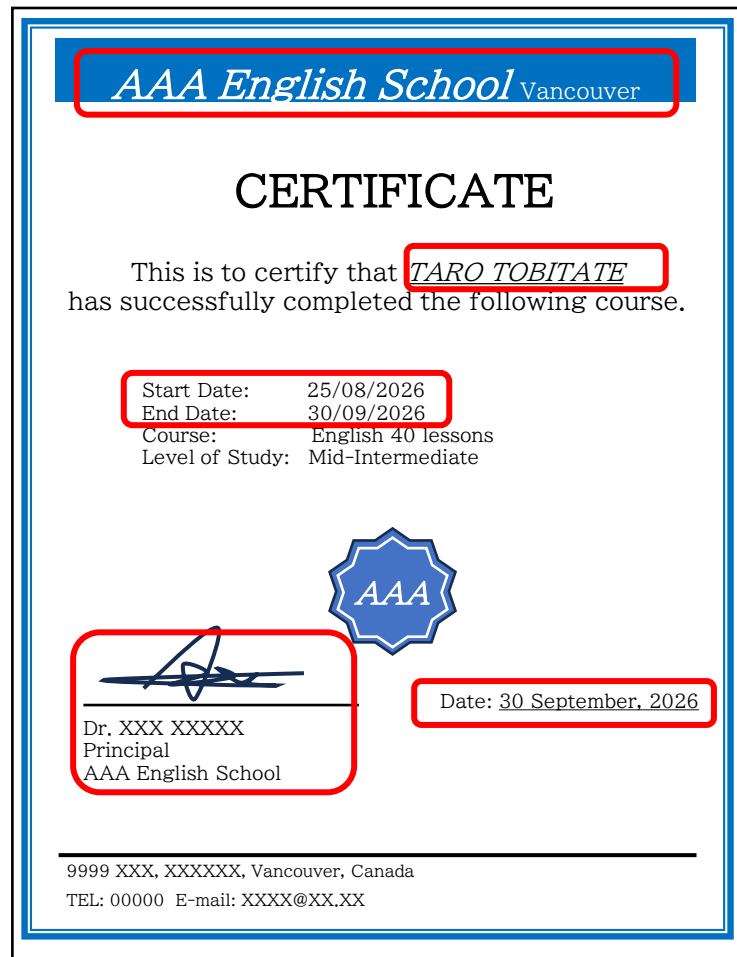 AAA English School Vancouver
CERTIFICATE
This is to certify that TARO TOBITATE
has successfully completed the following course.
Start Date: 25/08/2026
End Date: 30/09/2026
Course: English 40 lessons
Level of Study: Mid-Intermediate
AAA
Date: 30 September, 2026
Dr. XXX XXXXX
Principal
AAA English School
9999 XXX, XXXXXX, Vancouver, Canada
TEL: 00000 E-mail: XXXX@XX.XX